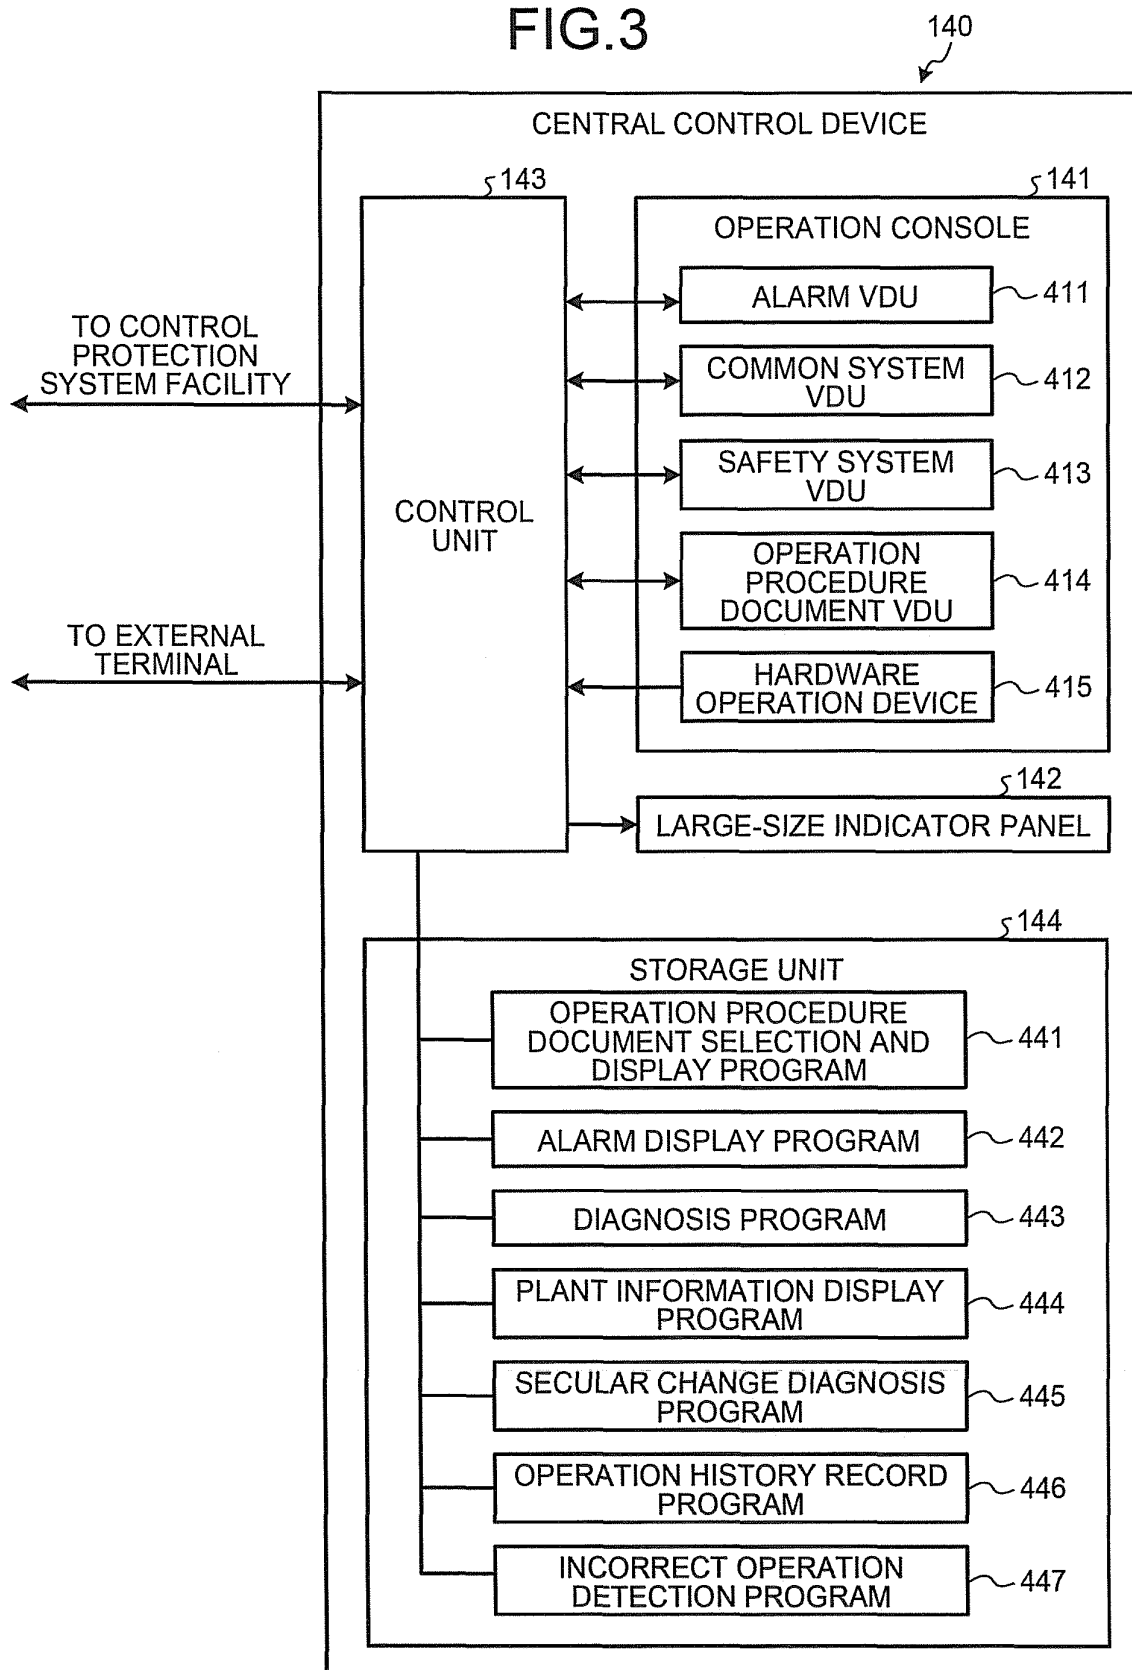 FIG.3
140
CENTRAL CONTROL DEVICE
143
141
OPERATION CONSOLE
ALARM VDU
411
TO CONTROL
PROTECTION
SYSTEM FACILITY
COMMON SYSTEM
VDU
412
SAFETY SYSTEM
VDU
413
CONTROL
UNIT
OPERATION
PROCEDURE
DOCUMENT VDU
414
TO EXTERNAL
TERMINAL
HARDWARE
OPERATION DEVICE
415
142
LARGE-SIZE INDICATOR PANEL
144
STORAGE UNIT
OPERATION PROCEDURE
DOCUMENT SELECTION AND
DISPLAY PROGRAM
441
ALARM DISPLAY PROGRAM
442
DIAGNOSIS PROGRAM
443
PLANT INFORMATION DISPLAY
PROGRAM
444
SECULAR CHANGE DIAGNOSIS
PROGRAM
445
OPERATION HISTORY RECORD
PROGRAM
446
INCORRECT OPERATION
DETECTION PROGRAM
447